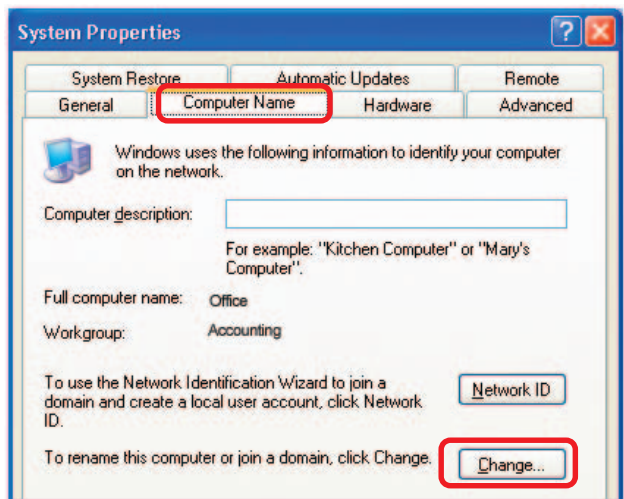 System Properties
System Restore Automatic Updates Remote
General Computer Name Hardware Advanced
Windows uses the following information to identify your computer
on the network.
Computer description:
For example: "Kitchen Computer" or "Mary's
Computer".
Full computer name: Office
Workgroup: Accounting
To use the Network Identification Wizard to join a
domain and create a local user account, click Network
ID.
Network ID
To rename this computer or join a domain, click Change.
Change...